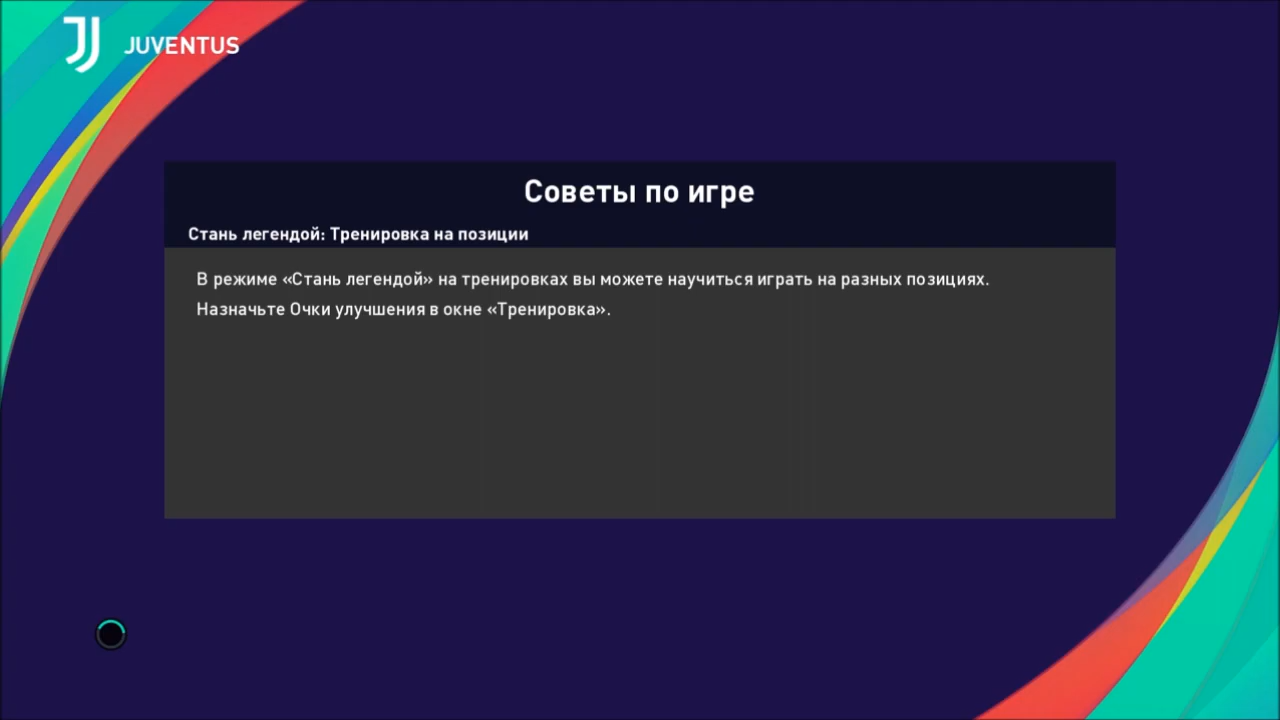 JUVENTUS
Советы по игре
Стань легендой: Тренировка на позиции
В режиме «Стань легендой» на тренировках вы можете научиться играть на разных позициях.
Назначьте Очки улучшения в окне «Тренировка».